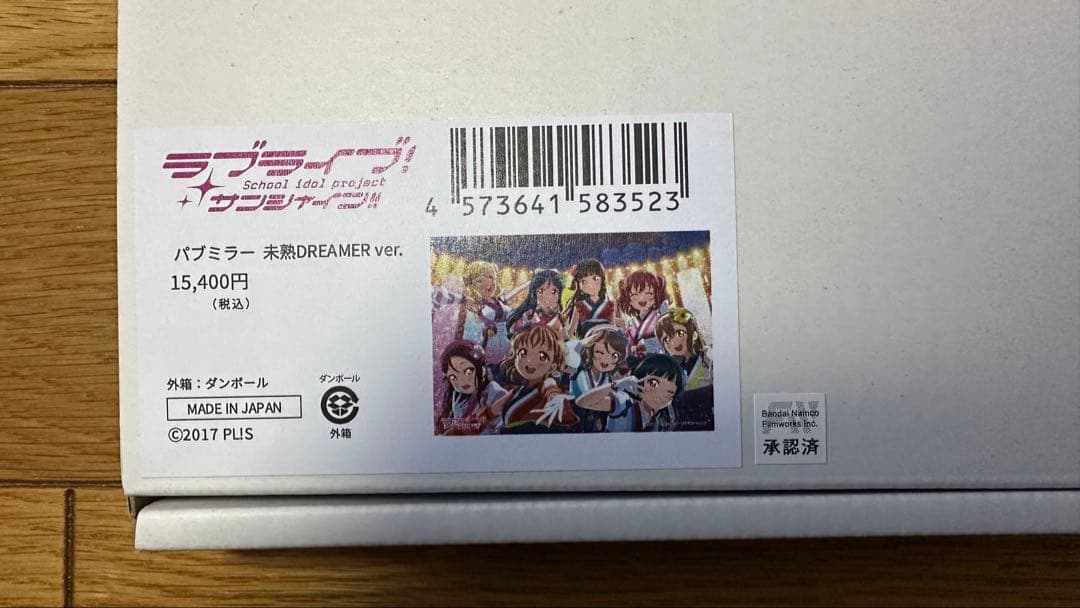 ラブライブ!
School idol project
サンシャイン!!
4 573641 583523
パブミラー 未熟DREAMER ver.
15,400円
（税込）
外箱：ダンボール
MADE IN JAPAN
©2017 PL!S
ダンボール
外箱
Bandai Namco
Filmworks Inc.
承認済